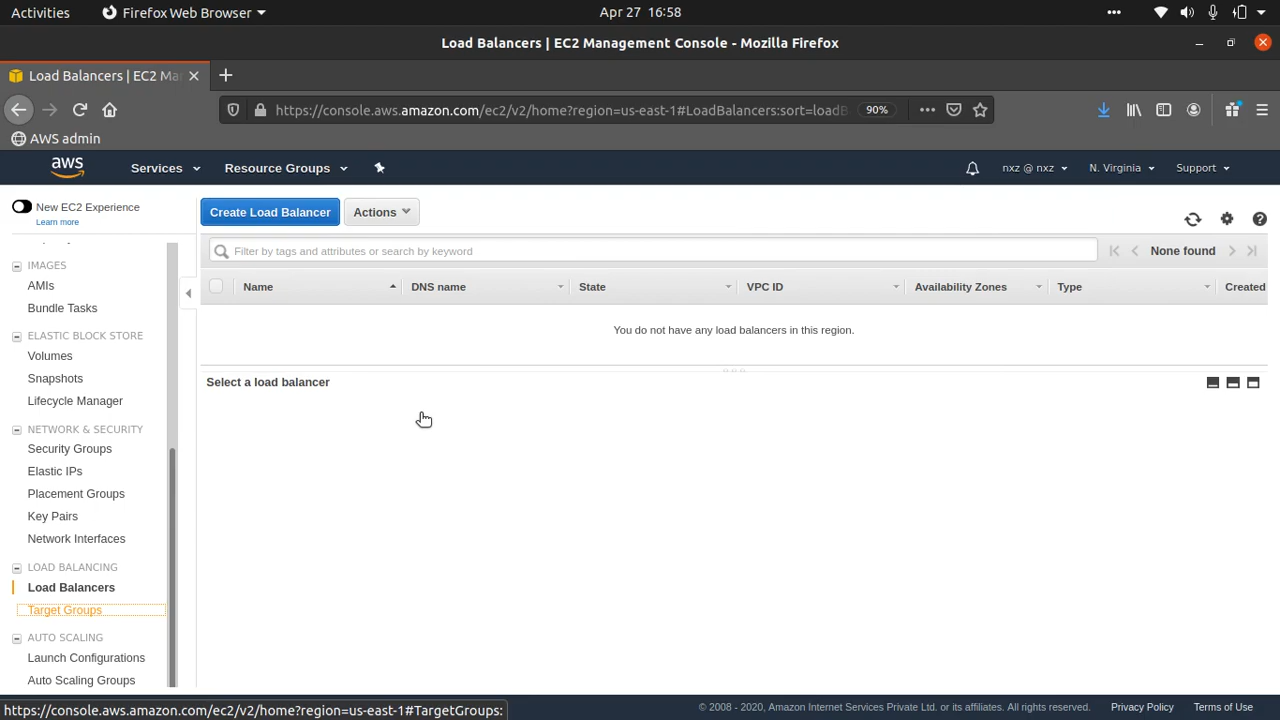 Activities
Firefox Web Browser
Apr 27 16:58
Load Balancers | EC2 Management Console - Mozilla Firefox
Load Balancers | EC2 Ma
https://console.aws.amazon.com/ec2/v2/home?region=us-east-1#LoadBalancers:sort=loadB
90%
AWS admin
aws
Services
Resource Groups
nxz @ nxz
N. Virginia
Support
New EC2 Experience
Learn more
Create Load Balancer
Actions
Filter by tags and attributes or search by keyword
None found
Name
DNS name
State
VPC ID
Availability Zones
Type
Created
You do not have any load balancers in this region.
Select a load balancer
IMAGES
AMIs
Bundle Tasks
ELASTIC BLOCK STORE
Volumes
Snapshots
Lifecycle Manager
NETWORK & SECURITY
Security Groups
Elastic IPs
Placement Groups
Key Pairs
Network Interfaces
LOAD BALANCING
Load Balancers
Target Groups
AUTO SCALING
Launch Configurations
Auto Scaling Groups
https://console.aws.amazon.com/ec2/v2/home?region=us-east-1#TargetGroups:
© 2008 - 2020, Amazon Internet Services Private Ltd. or its affiliates. All rights reserved.
Privacy Policy
Terms of Use